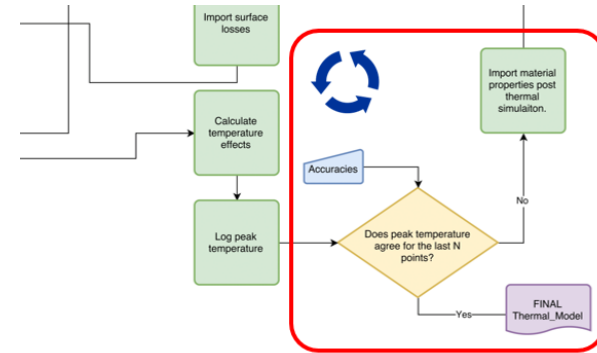 Import surface
losses
Import material
properties post
thermal
simulaiton.
Calculate
temperature
effects
Accuracies
Log peak
temperature
Does peak temperature
agree for the last N
points?
No
Yes
FINAL
Thermal_Model